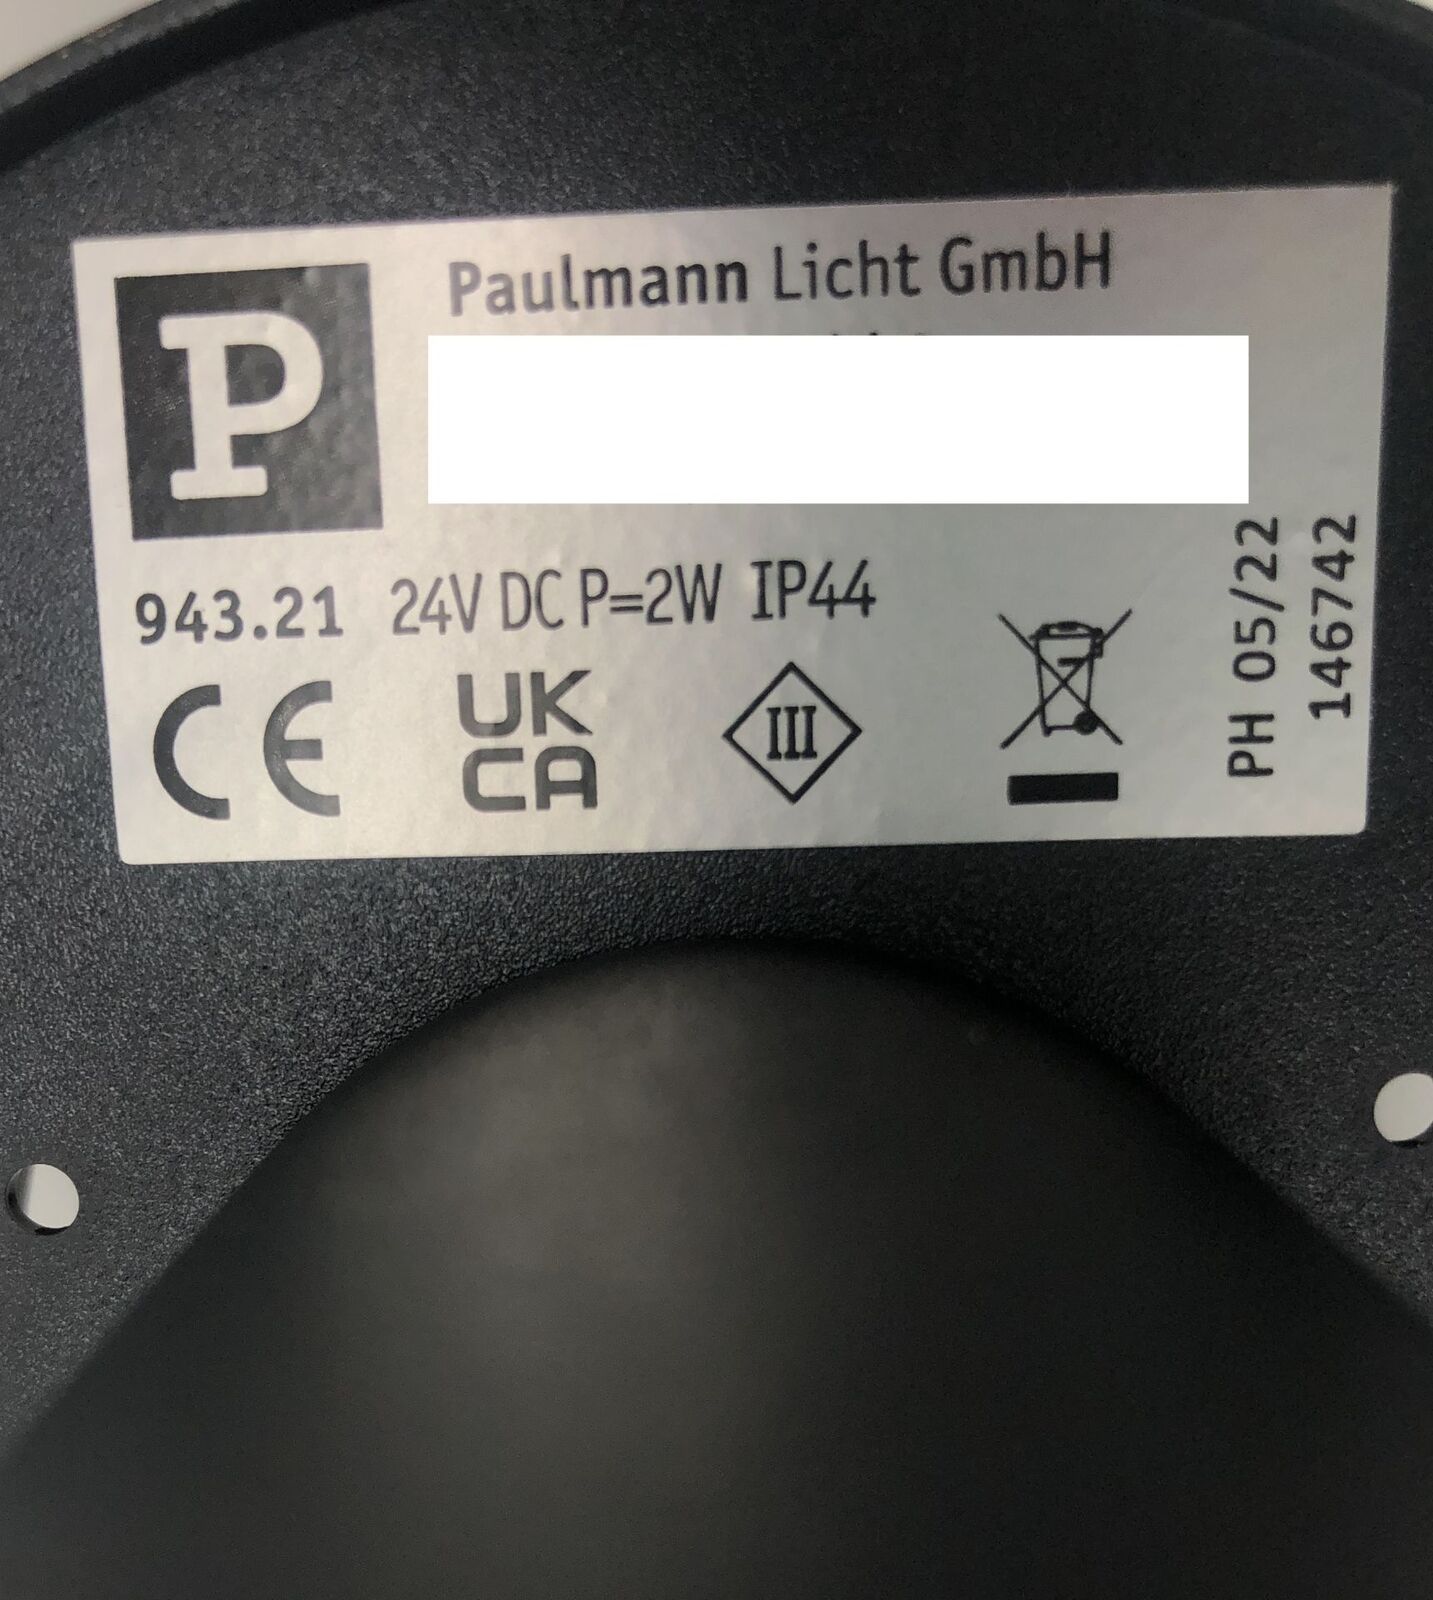 P
Paulmann Licht GmbH
943.21 24V DC P=2W IP44
CE
UK
CA
III
PH 05/22
146742